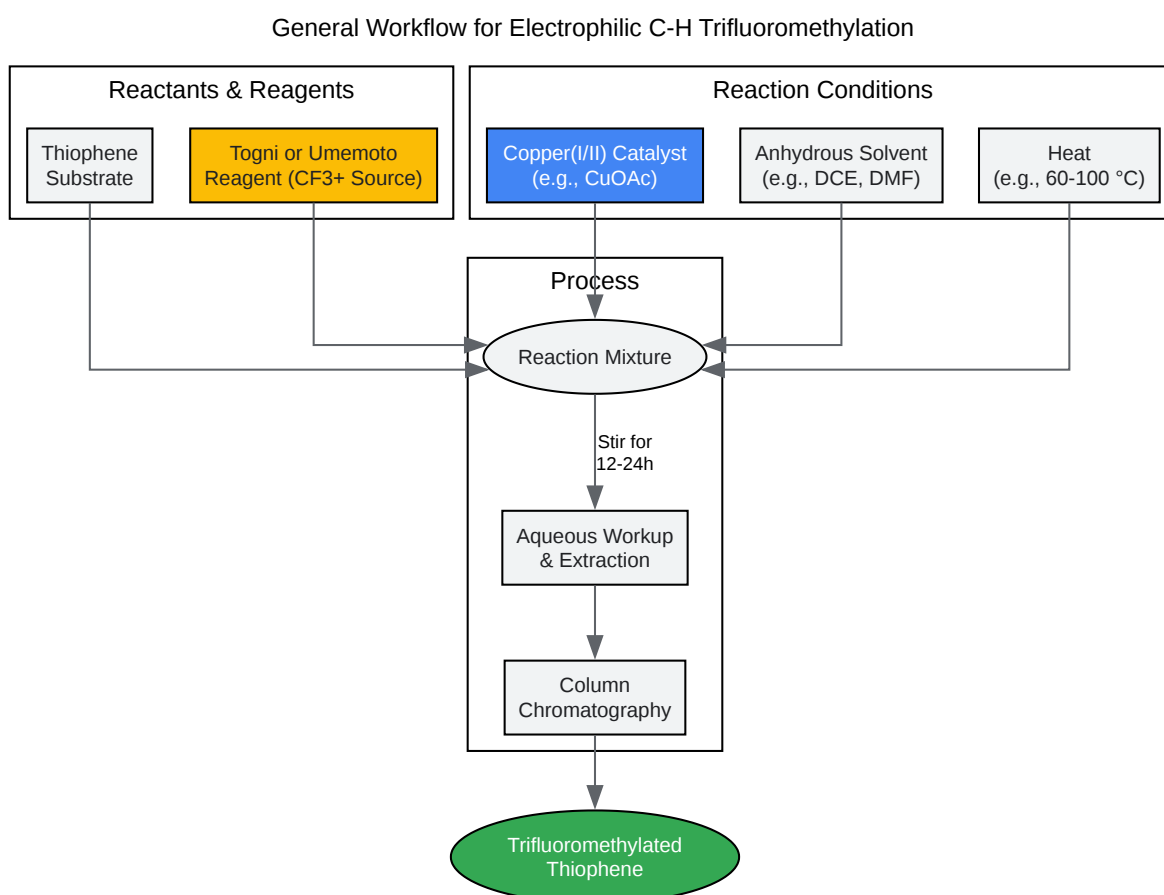 General Workflow for Electrophilic C-H Trifluoromethylation
Reactants & Reagents
Reaction Conditions
Thiophene
Substrate
Togni or Umemoto
Reagent (CF3+ Source)
Copper(I/II) Catalyst
(e.g., CuOAc)
Anhydrous Solvent
(e.g., DCE, DMF)
Heat
(e.g., 60-100 °C)
Process
Reaction Mixture
Stir for
12-24h
Aqueous Workup
& Extraction
Column
Chromatography
Trifluoromethylated
Thiophene